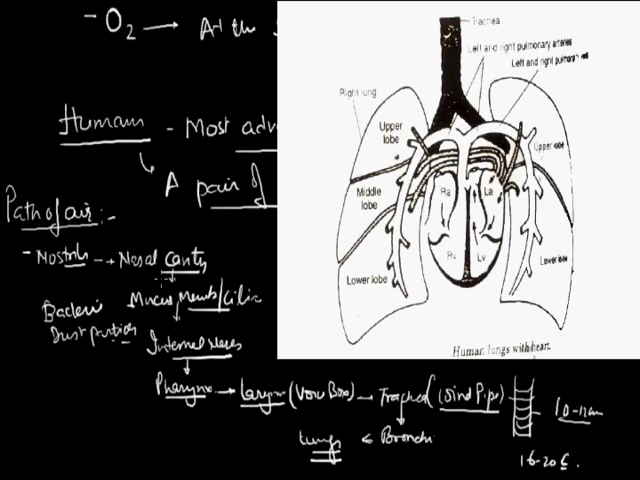 - O2 → At the
Human - Most adv
A pair of
Path of air:-
- Nostrils → Nasal cavity
Bacteria Mucus Memb/cilia
Dust particles
Internal nares
Pharynx → Larynx (Voice Box) → Trachea (Wind Pipe) 10-12cm
Lungs < Bronchi
16-20 C.
Trachea
Left and right pulmonary arteries
Left and right pulmonary
Right lung
Upper lobe
Upper lobe
Middle lobe
Ra La
Rv Lv
Lower lobe
Lower lobe
Human lungs with heart.